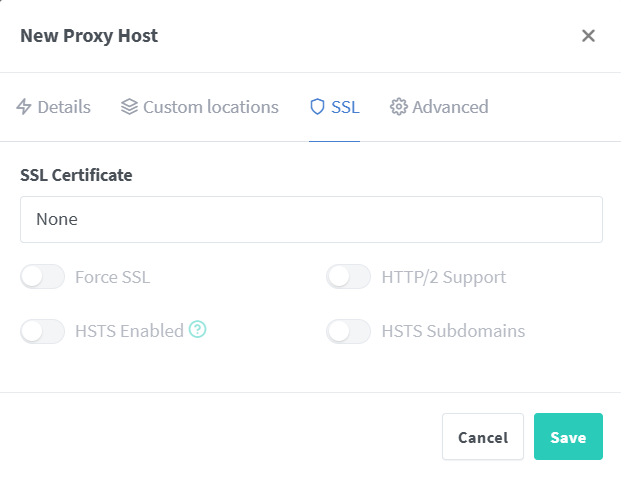 New Proxy Host
Details Custom locations SSL Advanced
SSL Certificate
None
Force SSL HTTP/2 Support
HSTS Enabled ? HSTS Subdomains
Cancel Save